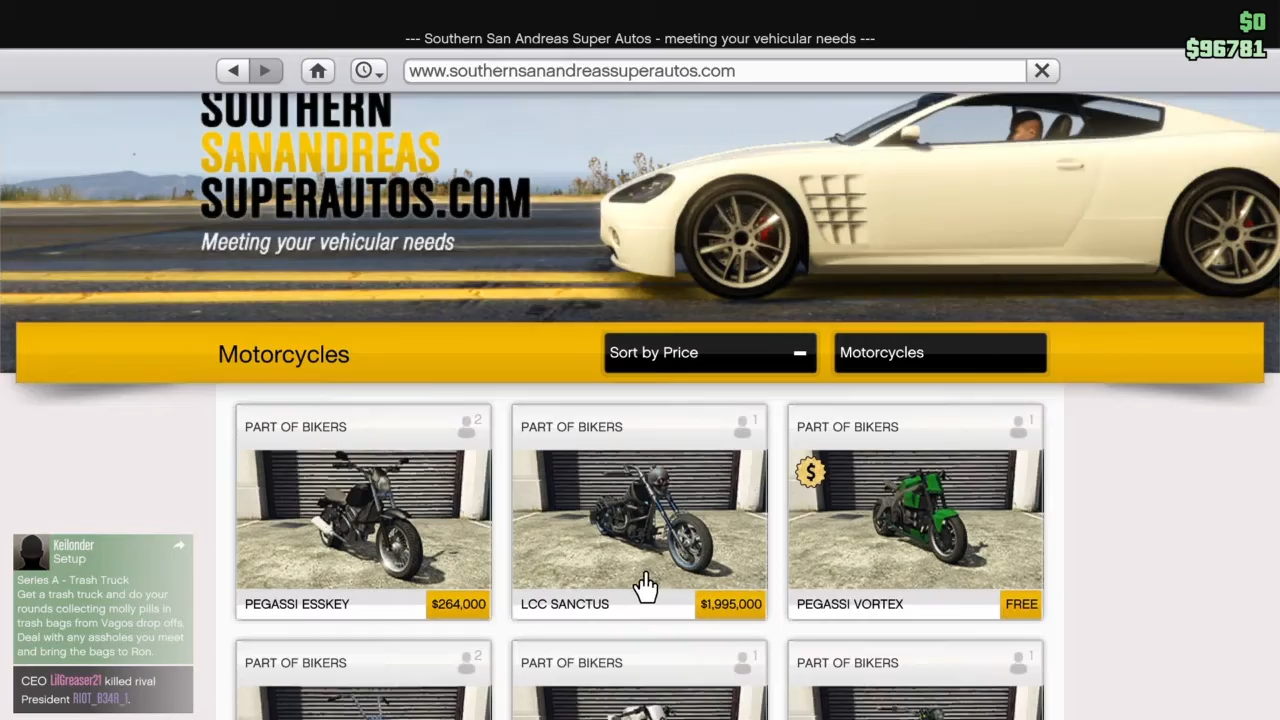 --- Southern San Andreas Super Autos - meeting your vehicular needs ---
$0
$96781
www.southernsanandreassuperautos.com
SOUTHERN
SANANDREAS
SUPERAUTOS.COM
Meeting your vehicular needs
Motorcycles
Sort by Price
Motorcycles
PART OF BIKERS
2
PART OF BIKERS
1
PART OF BIKERS
1
$
PEGASSI ESSKEY
$264,000
LCC SANCTUS
$1,995,000
PEGASSI VORTEX
FREE
PART OF BIKERS
2
PART OF BIKERS
1
PART OF BIKERS
1
Keilonder
Setup
Series A - Trash Truck
Get a trash truck and do your
rounds collecting molly pills in
trash bags from Vagos drop offs.
Deal with any assholes you meet
and bring the bags to Ron.
CEO LilGreaser21 killed rival
President RIOT_B34R_1.